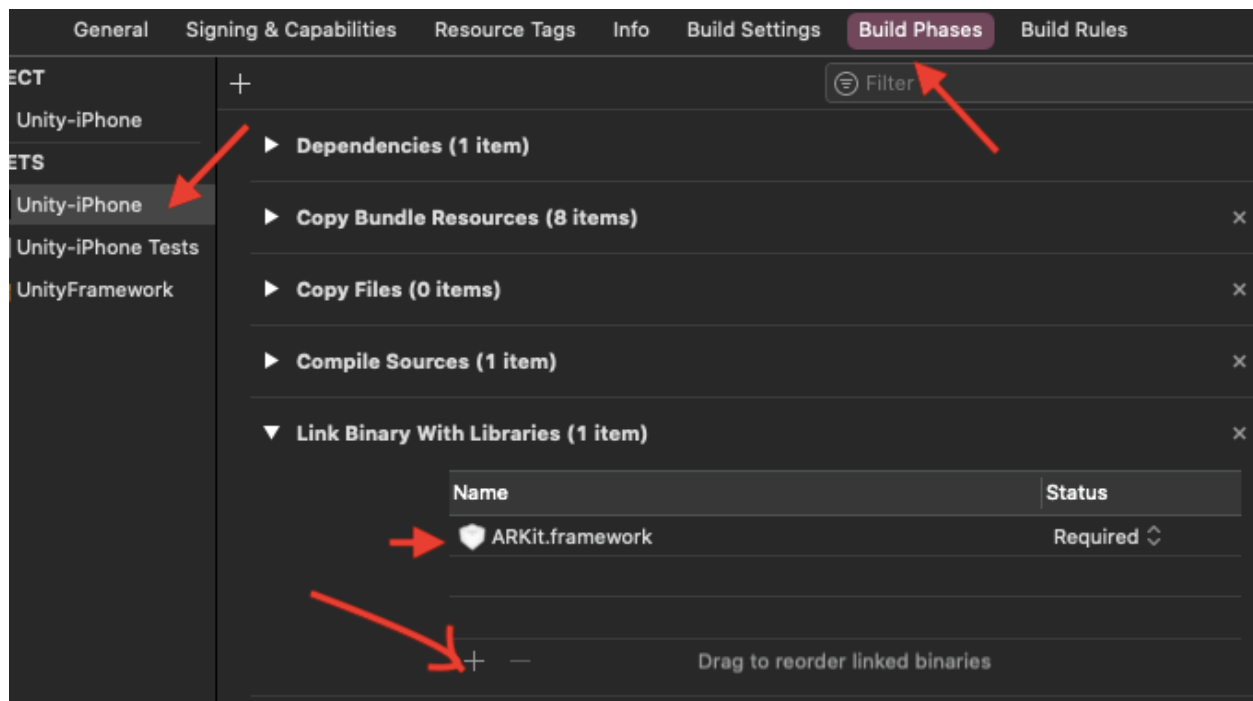 General Signing & Capabilities Resource Tags Info Build Settings Build Phases Build Rules
ECT
Filter
Unity-iPhone
Dependencies (1 item)
ETS
Unity-iPhone
Copy Bundle Resources (8 items)
Unity-iPhone Tests
UnityFramework
Copy Files (0 items)
Compile Sources (1 item)
Link Binary With Libraries (1 item)
Name Status
ARKit.framework Required
Drag to reorder linked binaries